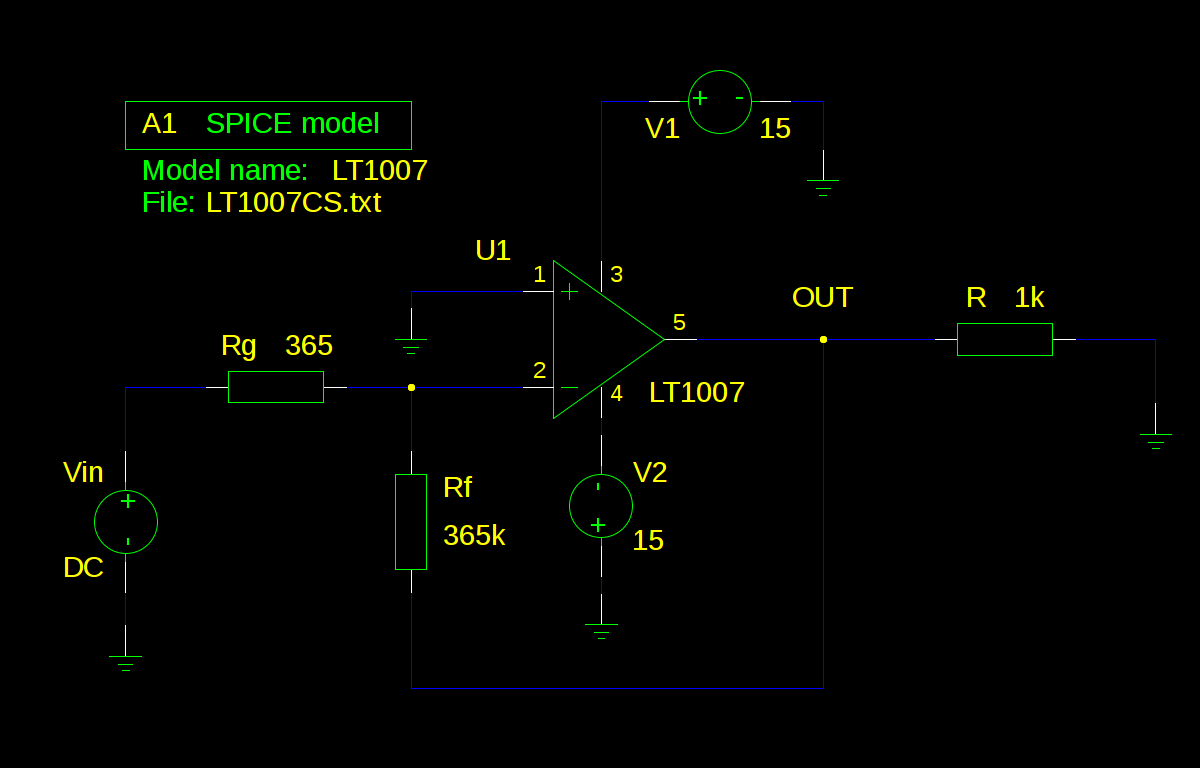 A1 SPICE model
Model name: LT1007
File: LT1007CS.txt
V1 15
U1
1
3
2
4
5
LT1007
OUT
R 1k
Rg 365
Vin
DC
Rf
365k
V2
15